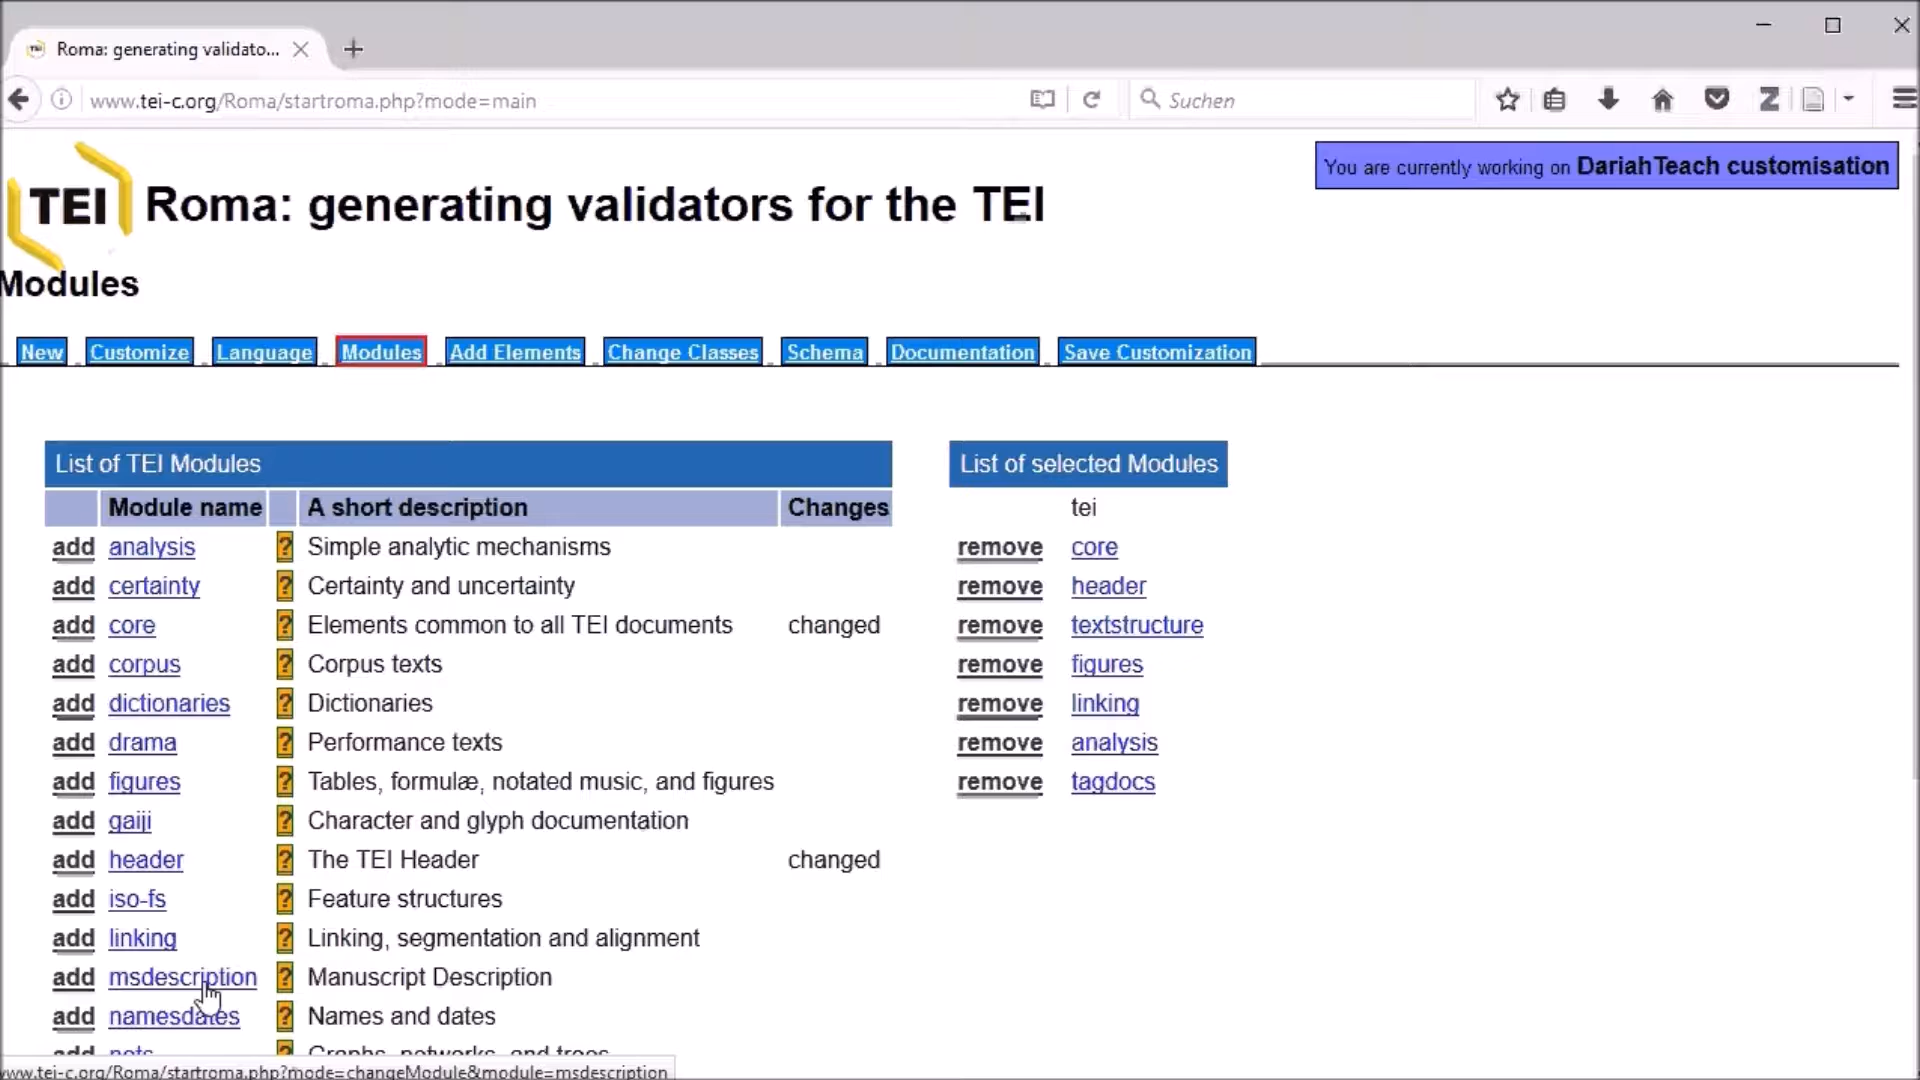 Roma: generating validato...
www.tei-c.org/Roma/startroma.php?mode=main
Suchen
You are currently working on DariahTeach customisation
TEI
Roma: generating validators for the TEI
Modules
New Customize Language Modules Add Elements Change Classes Schema Documentation Save Customization
List of TEI Modules
Module name A short description Changes
add analysis ? Simple analytic mechanisms
add certainty ? Certainty and uncertainty
add core ? Elements common to all TEI documents changed
add corpus ? Corpus texts
add dictionaries ? Dictionaries
add drama ? Performance texts
add figures ? Tables, formulæ, notated music, and figures
add gaiji ? Character and glyph documentation
add header ? The TEI Header changed
add iso-fs ? Feature structures
add linking ? Linking, segmentation and alignment
add msdescription ? Manuscript Description
add namesdates ? Names and dates
add nets ? Graphs, networks, and trees
List of selected Modules
tei
remove core
remove header
remove textstructure
remove figures
remove linking
remove analysis
remove tagdocs
www.tei-c.org/Roma/startroma.php?mode=changeModule&module=msdescription